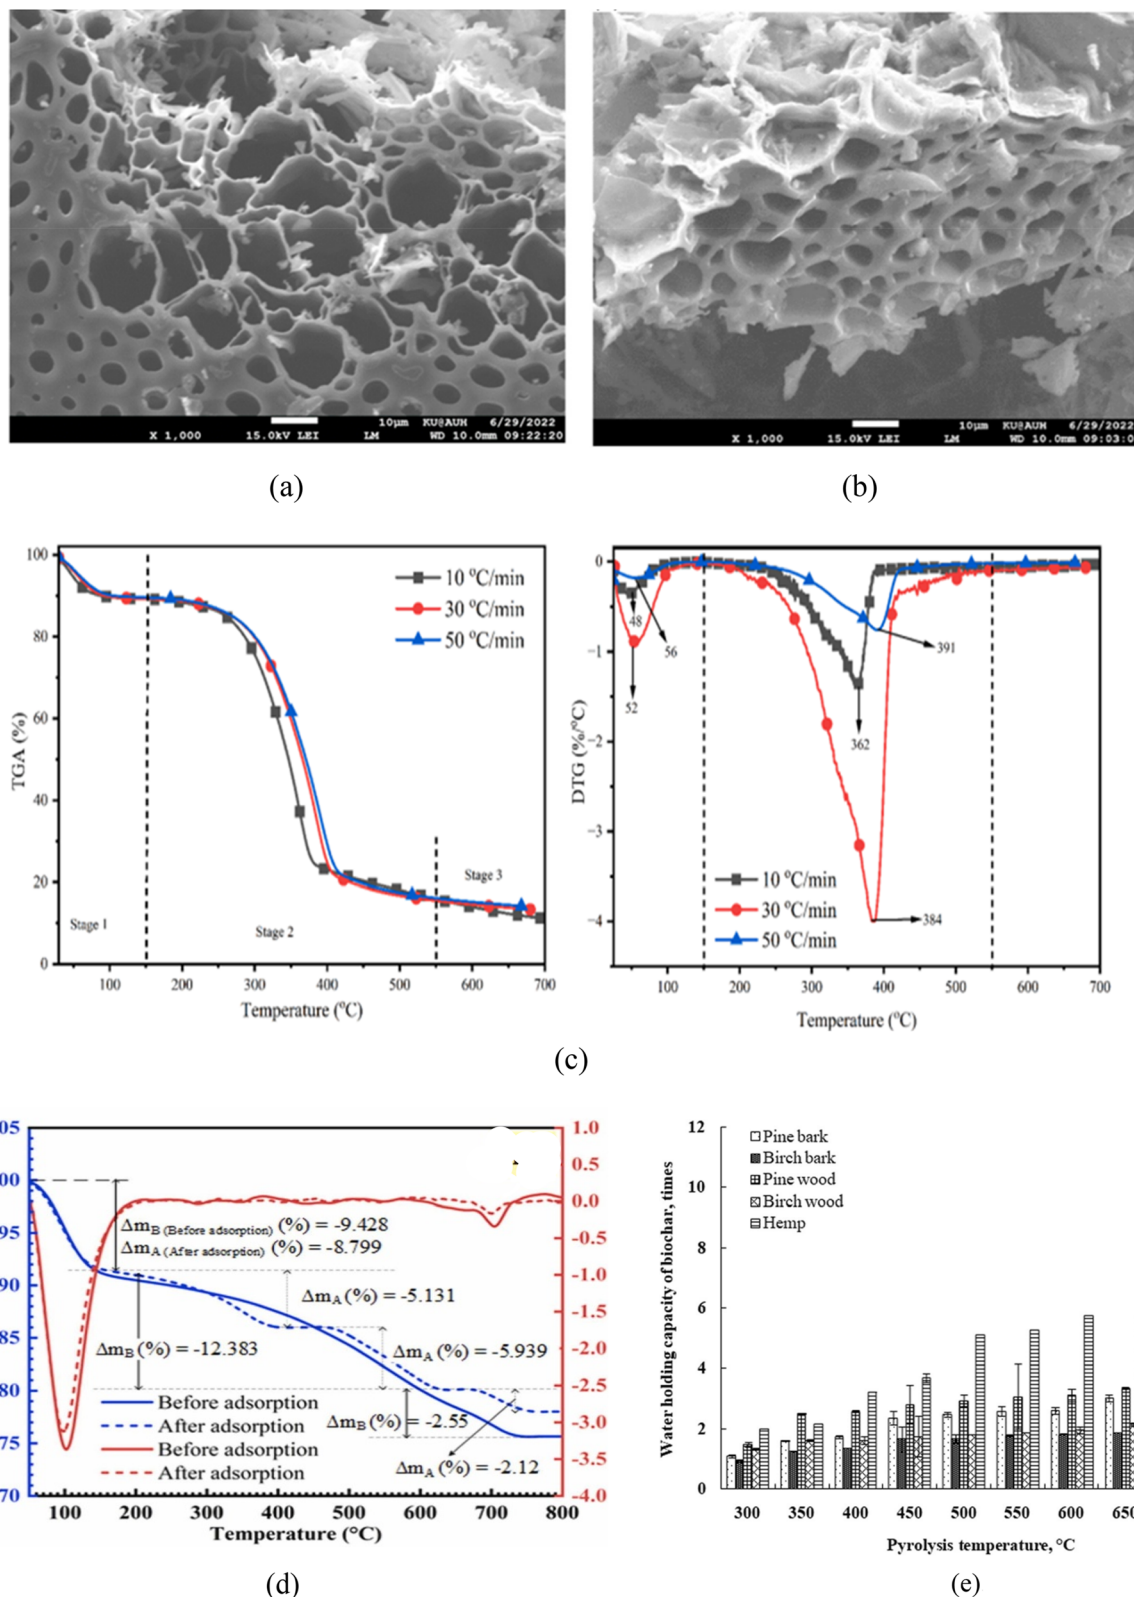 10µm KU@AUH 6/29/2022
X 1,000 15.0kV LEI LM WD 10.0mm 09:22:20
10µm KU@AUH 6/29/2022
X 1,000 15.0kV LEI LM WD 10.0mm 09:03:0
(a)
(b)
100
80
60
40
20
0
TGA (%)
10 °C/min
30 °C/min
50 °C/min
Stage 1
Stage 2
Stage 3
100 200 300 400 500 600 700
Temperature (°C)
0
−1
−2
−3
−4
DTG (%/°C)
48
56
52
391
362
384
10 °C/min
30 °C/min
50 °C/min
100 200 300 400 500 600 700
Temperature (°C)
(c)
05
00
95
90
85
80
75
70
1.0
0.5
0.0
-0.5
-1.0
-1.5
-2.0
-2.5
-3.0
-3.5
-4.0
ΔmB (Before adsorption) (%) = -9.428
ΔmA (After adsorption) (%) = -8.799
ΔmA (%) = -5.131
ΔmB (%) = -12.383
ΔmA (%) = -5.939
Before adsorption
After adsorption
Before adsorption
After adsorption
ΔmB (%) = -2.55
ΔmA (%) = -2.12
100 200 300 400 500 600 700 800
Temperature (°C)
(d)
Water holding capacity of biochar, times
12
10
8
6
4
2
0
Pine bark
Birch bark
Pine wood
Birch wood
Hemp
300 350 400 450 500 550 600 650
Pyrolysis temperature, °C
(e)